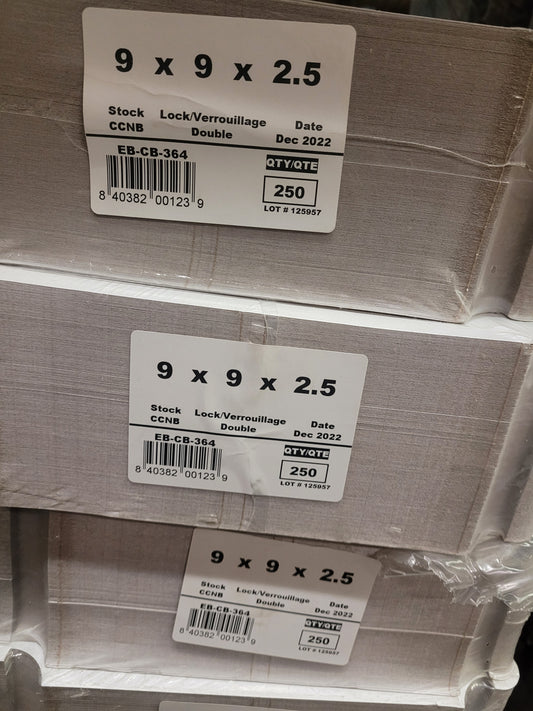 9 x 9 x 2.5
Stock Lock/Verrouillage Date
CCNB Double Dec 2022
EB-CB-364 QTY/QTE
250
8 40382 00123 9 LOT # 125957
9 x 9 x 2.5
Stock Lock/Verrouillage Date
CCNB Double Dec 2022
EB-CB-364 QTY/QTE
250
8 40382 00123 9 LOT # 125957
9 x 9 x 2.5
Stock Lock/Verrouillage Date
CCNB Double Dec 2022
EB-CB-364 QTY/QTE
250
8 40382 00123 9 LOT # 125957